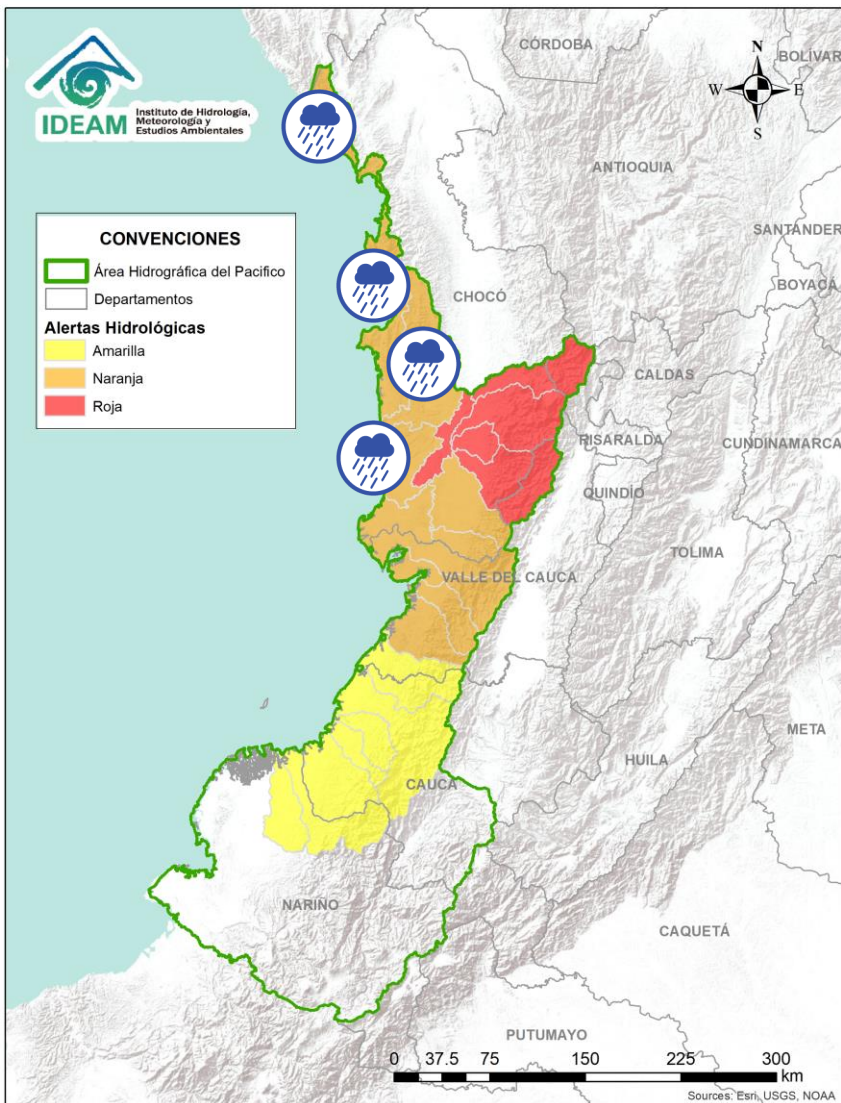 IDEAM
Instituto de Hidrología,
Meteorología y
Estudios Ambientales
CÓRDOBA
BOLÍVAR
N
W
E
S
ANTIOQUIA
SANTANDER
CONVENCIONES
Área Hidrográfica del Pacifico
Departamentos
Alertas Hidrológicas
Amarilla
Naranja
Roja
BOYACÁ
CHOCÓ
CALDAS
RISARALDA
CUNDINAMARCA
QUINDÍO
TOLIMA
VALLE DEL CAUCA
META
HUILA
CAUCA
NARIÑO
CAQUETÁ
PUTUMAYO
0 37.5 75 150 225 300
km
Sources: Esri, USGS, NOAA